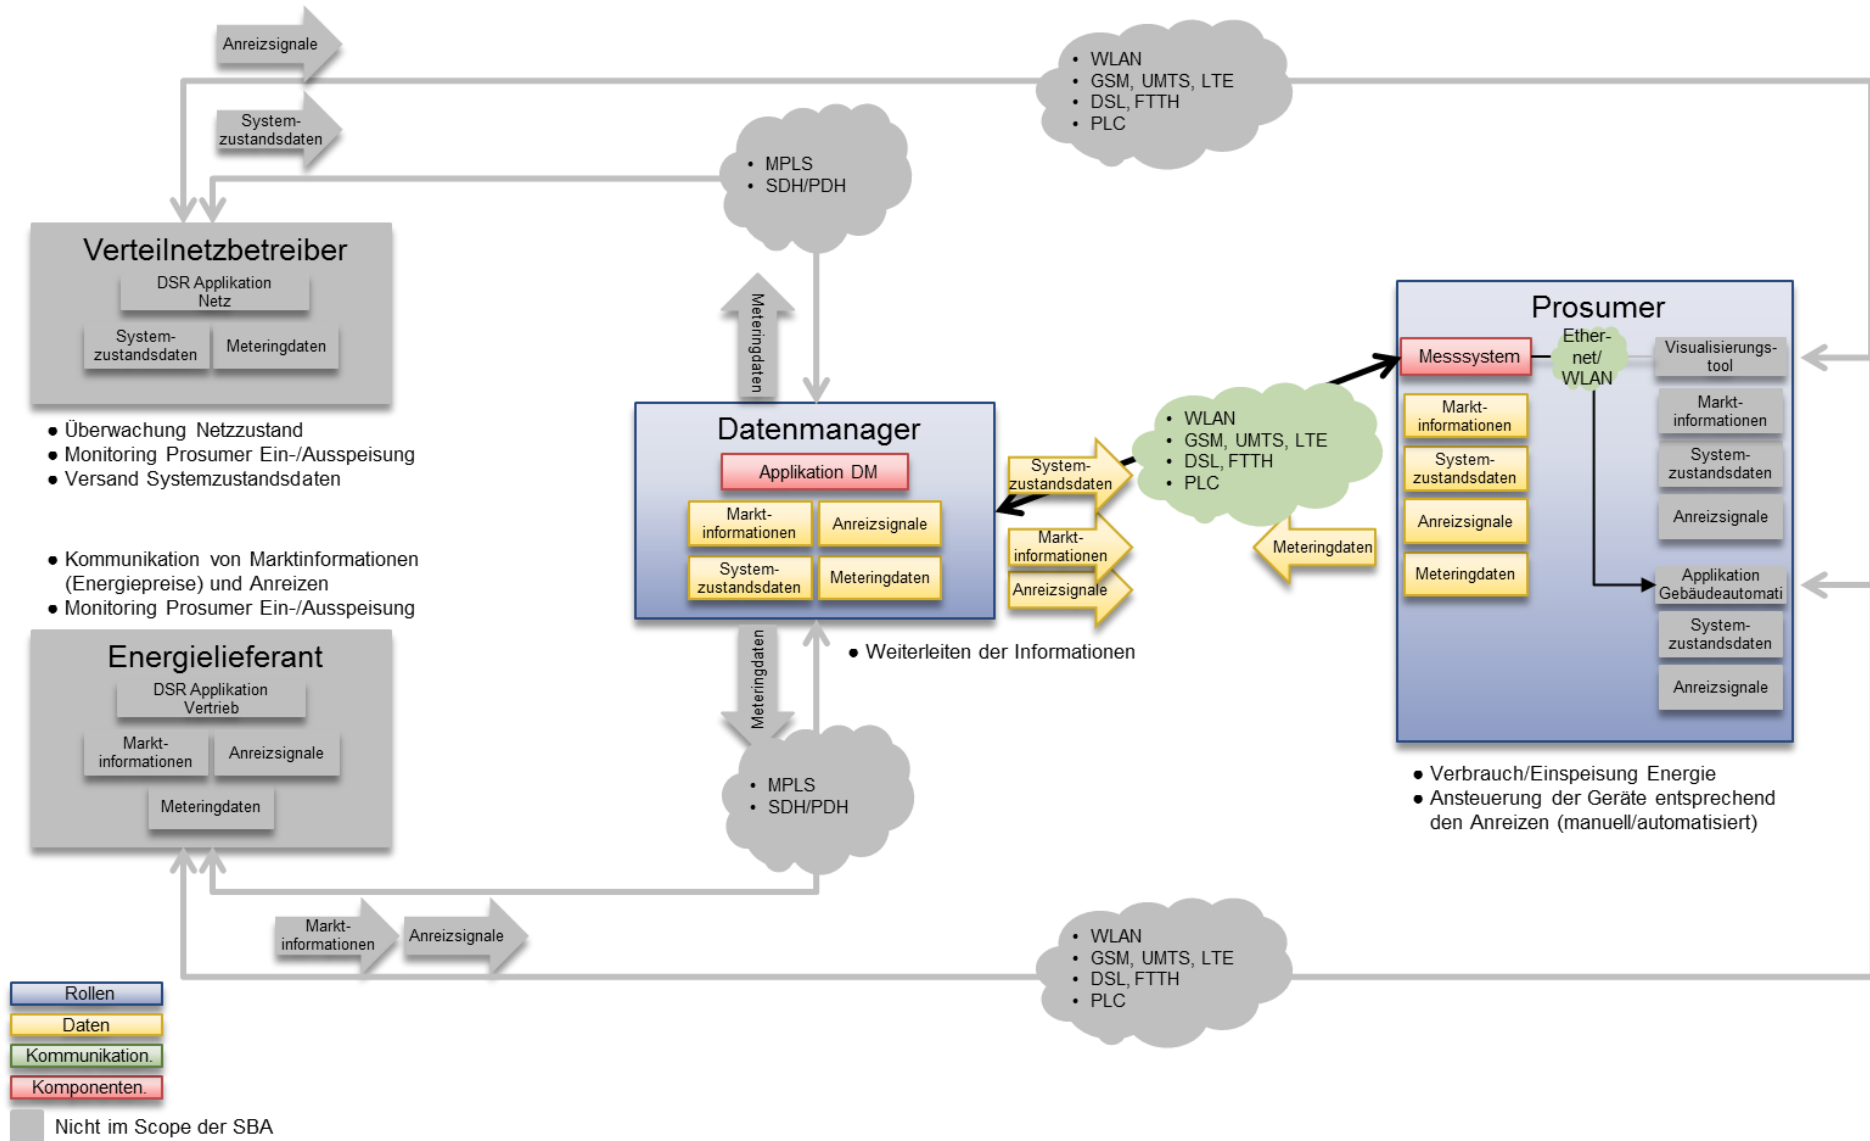 Anreizsignale
System-
zustandsdaten
• WLAN
• GSM, UMTS, LTE
• DSL, FTTH
• PLC
• MPLS
• SDH/PDH
Verteilnetzbetreiber
DSR Applikation
Netz
System-
zustandsdaten
Meteringdaten
● Überwachung Netzzustand
● Monitoring Prosumer Ein-/Ausspeisung
● Versand Systemzustandsdaten
● Kommunikation von Marktinformationen
(Energiepreise) und Anreizen
● Monitoring Prosumer Ein-/Ausspeisung
Energielieferant
DSR Applikation
Vertrieb
Markt-
informationen
Anreizsignale
Meteringdaten
Markt-
informationen
Anreizsignale
Meteringdaten
Datenmanager
Applikation DM
Markt-
informationen
Anreizsignale
System-
zustandsdaten
Meteringdaten
Meteringdaten
● Weiterleiten der Informationen
• MPLS
• SDH/PDH
System-
zustandsdaten
Markt-
informationen
Anreizsignale
• WLAN
• GSM, UMTS, LTE
• DSL, FTTH
• PLC
Meteringdaten
Prosumer
Messsystem
Ether-
net/
WLAN
Visualisierungs-
tool
Markt-
informationen
System-
zustandsdaten
Anreizsignale
Meteringdaten
Markt-
informationen
System-
zustandsdaten
Anreizsignale
Applikation
Gebäudeautomati
System-
zustandsdaten
Anreizsignale
● Verbrauch/Einspeisung Energie
● Ansteuerung der Geräte entsprechend
den Anreizen (manuell/automatisiert)
• WLAN
• GSM, UMTS, LTE
• DSL, FTTH
• PLC
Rollen
Daten
Kommunikation.
Komponenten.
Nicht im Scope der SBA